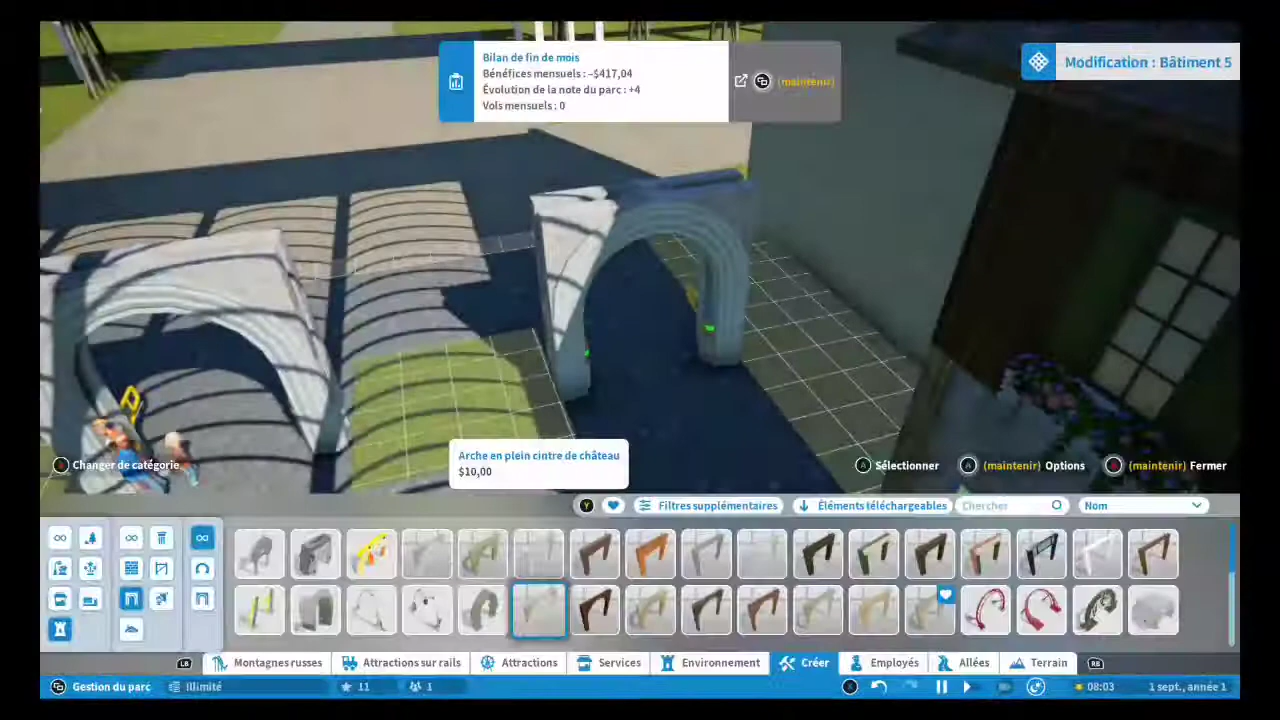 Bilan de fin de mois
Bénéfices mensuels : -$417,04
Évolution de la note du parc : +4
Vols mensuels : 0
(maintenir)
Modification : Bâtiment 5
Arche en plein cintre de château
$10,00
Changer de catégorie
A Sélectionner
A (maintenir) Options
(maintenir) Fermer
Y
Filtres supplémentaires
Éléments téléchargeables
Chercher
Nom
LB
Montagnes russes
Attractions sur rails
Attractions
Services
Environnement
Créer
Employés
Allées
Terrain
RB
Gestion du parc
Illimité
11
1
X
08:03
1 sept., année 1